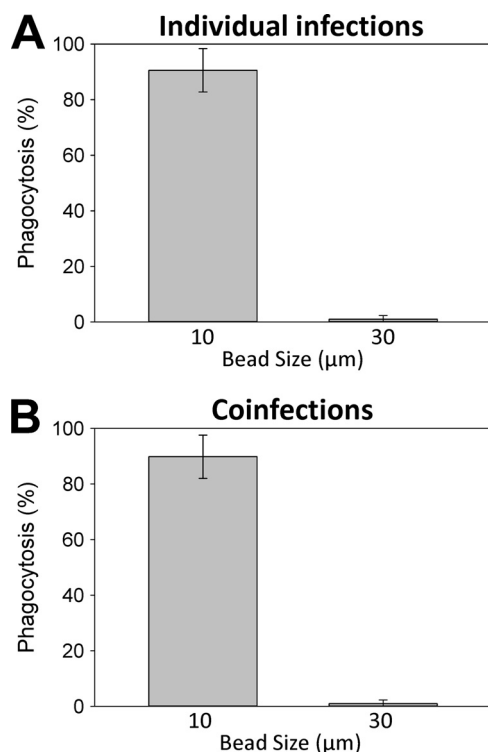 A
Individual infections
100
80
60
40
20
0
Phagocytosis (%)
10
30
Bead Size (µm)
B
Coinfections
100
80
60
40
20
0
Phagocytosis (%)
10
30
Bead Size (µm)